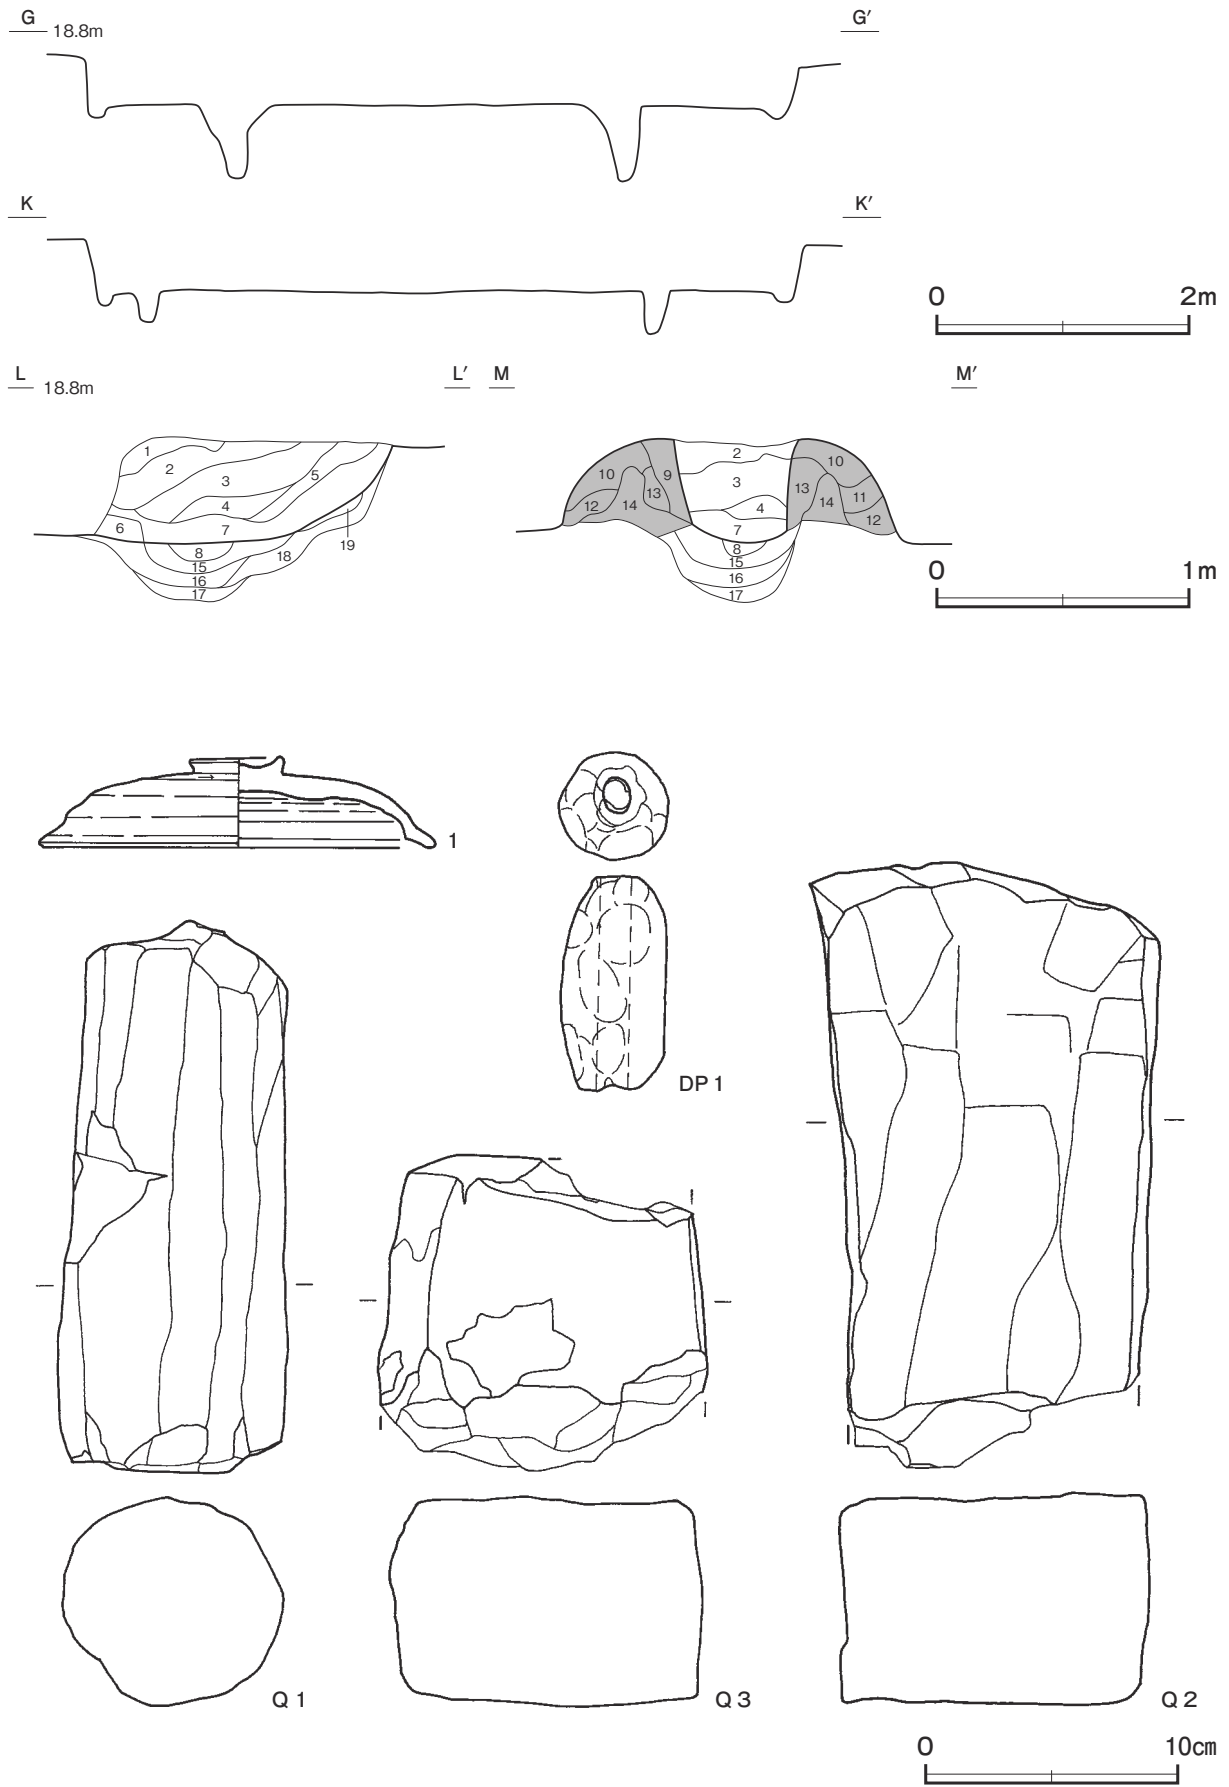 G 18.8m G′
K K′
0 2m
L 18.8m L′ M M′
1 2 3 4 5 6 7 8 15 16 17 18 19
2 3 4 7 8 15 16 17 9 10 12 13 14 10 11 12 13 14
0 1m
1
DP 1
Q 1
Q 3
Q 2
0 10cm